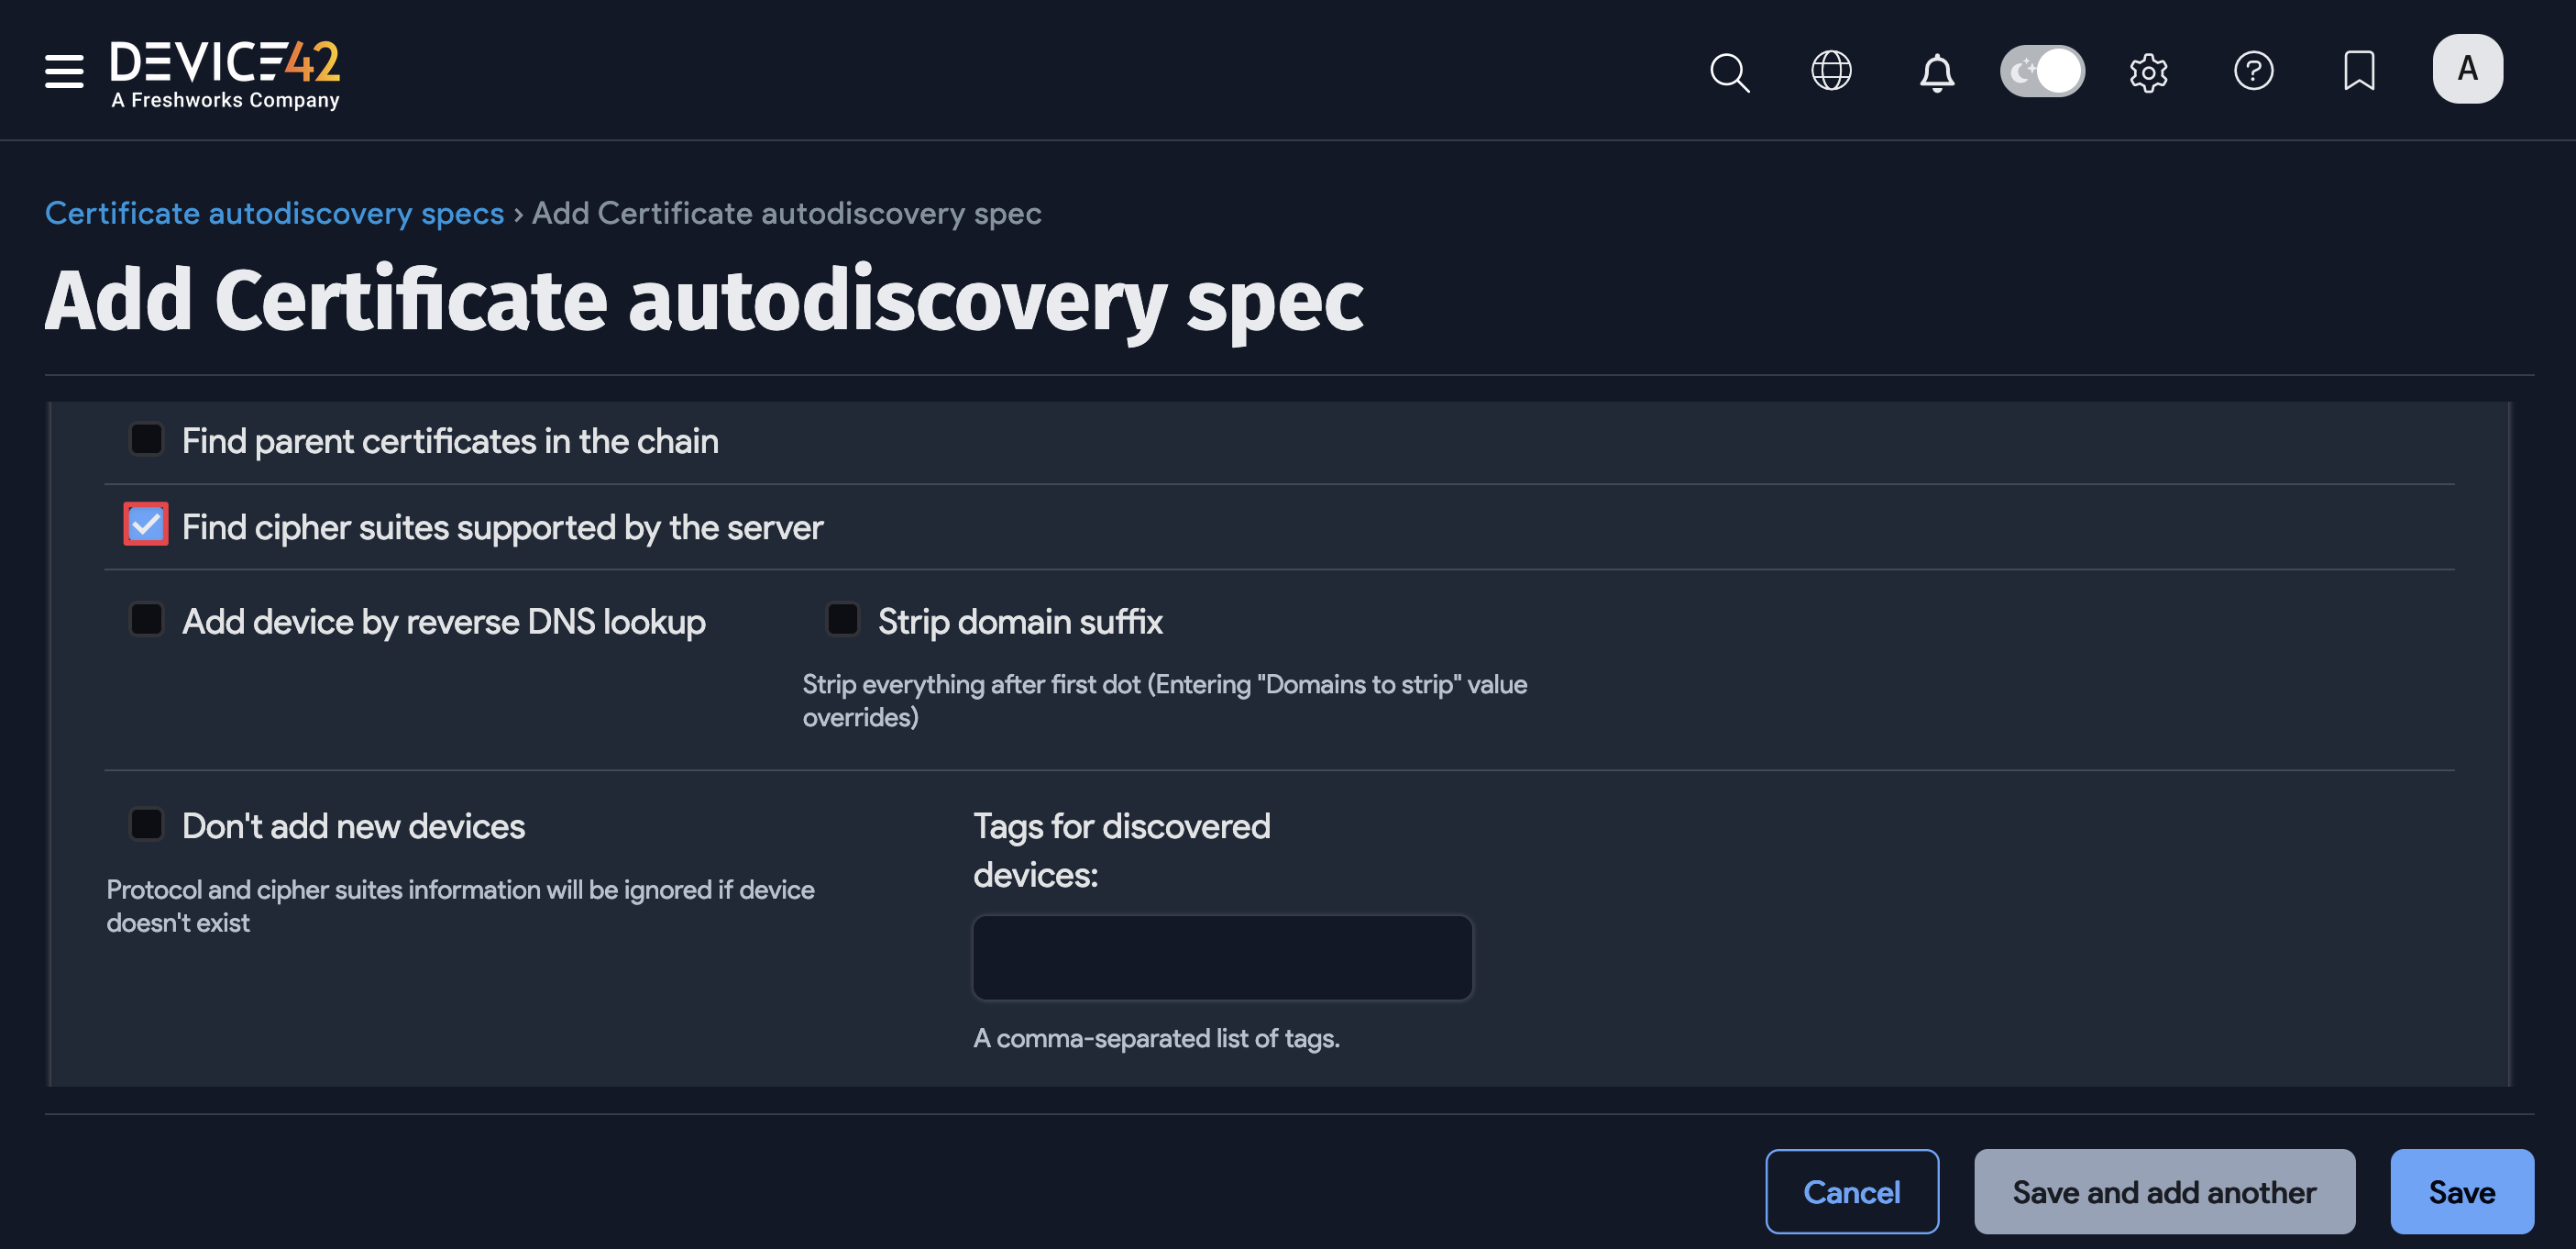 DEVICE42
A Freshworks Company
A
Certificate autodiscovery specs › Add Certificate autodiscovery spec
Add Certificate autodiscovery spec
Find parent certificates in the chain
Find cipher suites supported by the server
Add device by reverse DNS lookup
Strip domain suffix
Strip everything after first dot (Entering "Domains to strip" value
overrides)
Don't add new devices
Protocol and cipher suites information will be ignored if device
doesn't exist
Tags for discovered
devices:
A comma-separated list of tags.
Cancel
Save and add another
Save